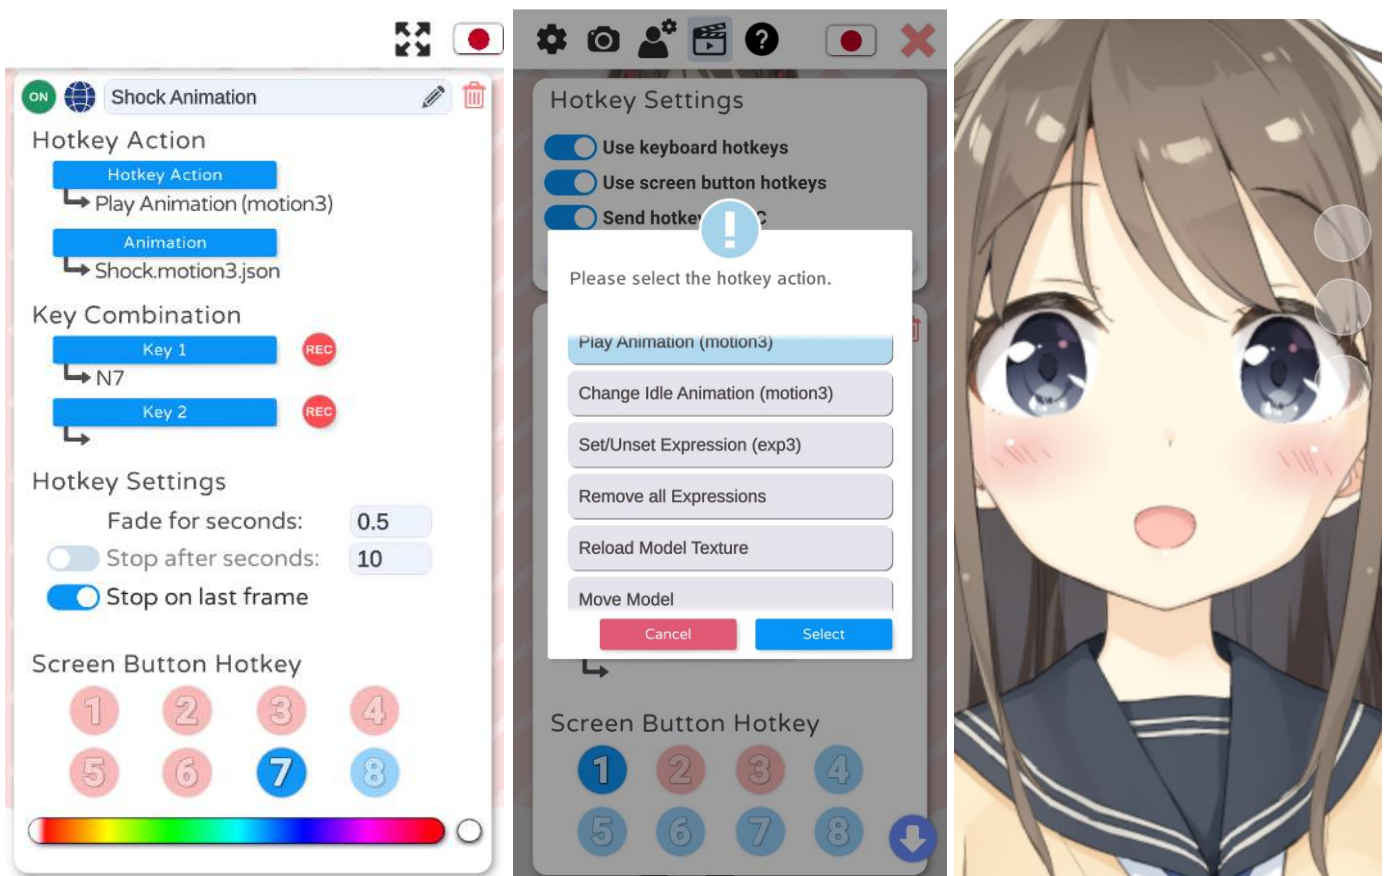 ON
Shock Animation
Hotkey Action
Hotkey Action
Play Animation (motion3)
Animation
Shock.motion3.json
Key Combination
Key 1
REC
N7
Key 2
REC
Hotkey Settings
Fade for seconds: 0.5
Stop after seconds: 10
Stop on last frame
Screen Button Hotkey
1 2 3 4
5 6 7 8
?
Hotkey Settings
Use keyboard hotkeys
Use screen button hotkeys
Send hotkey C
!
Please select the hotkey action.
Play Animation (motion3)
Change Idle Animation (motion3)
Set/Unset Expression (exp3)
Remove all Expressions
Reload Model Texture
Move Model
Cancel Select
Screen Button Hotkey
1 2 3 4
5 6 7 8